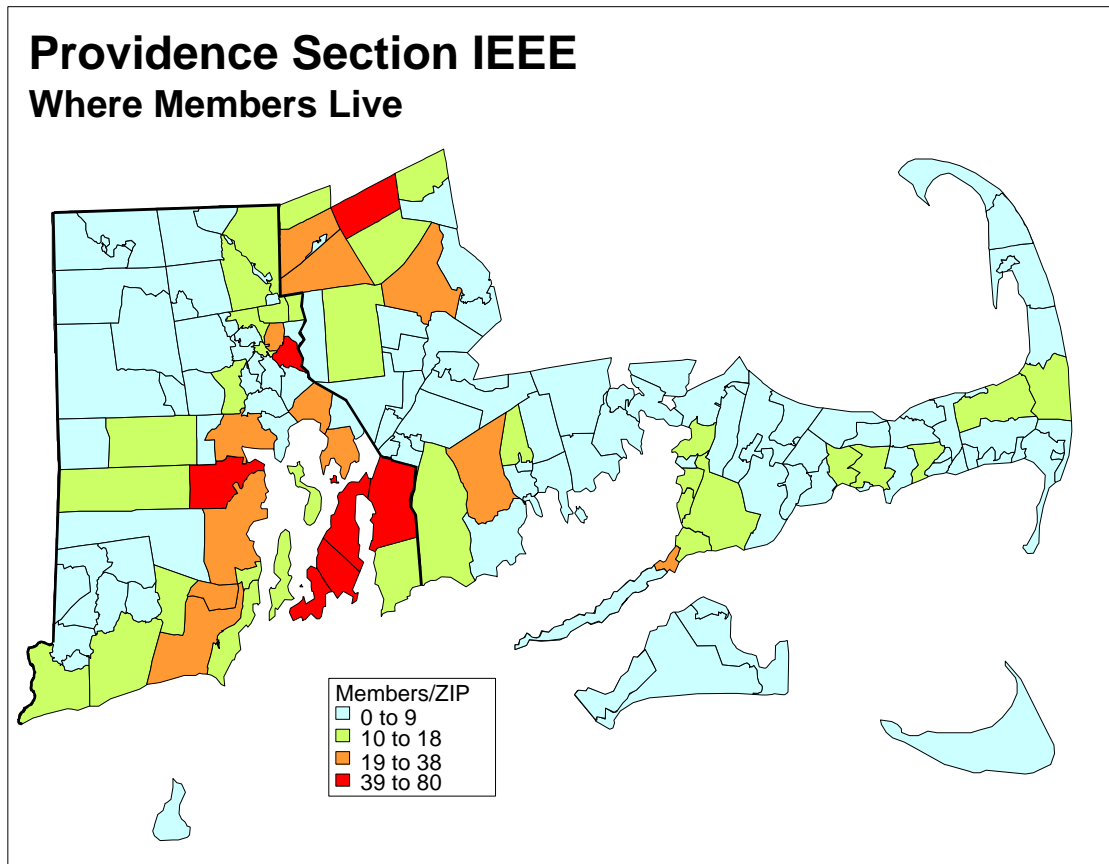 Providence Section IEEE
Where Members Live
Members/ZIP
0 to 9
10 to 18
19 to 38
39 to 80